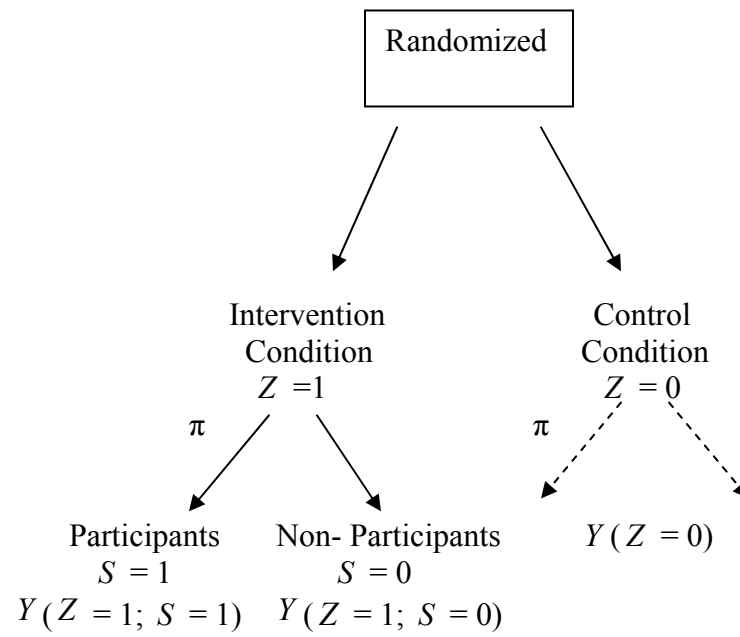 Randomized
Intervention
Condition
Z =1
Control
Condition
Z = 0
π
π
Participants
S = 1
Y (Z = 1; S = 1)
Non- Participants
S = 0
Y (Z = 1; S = 0)
Y (Z = 0)